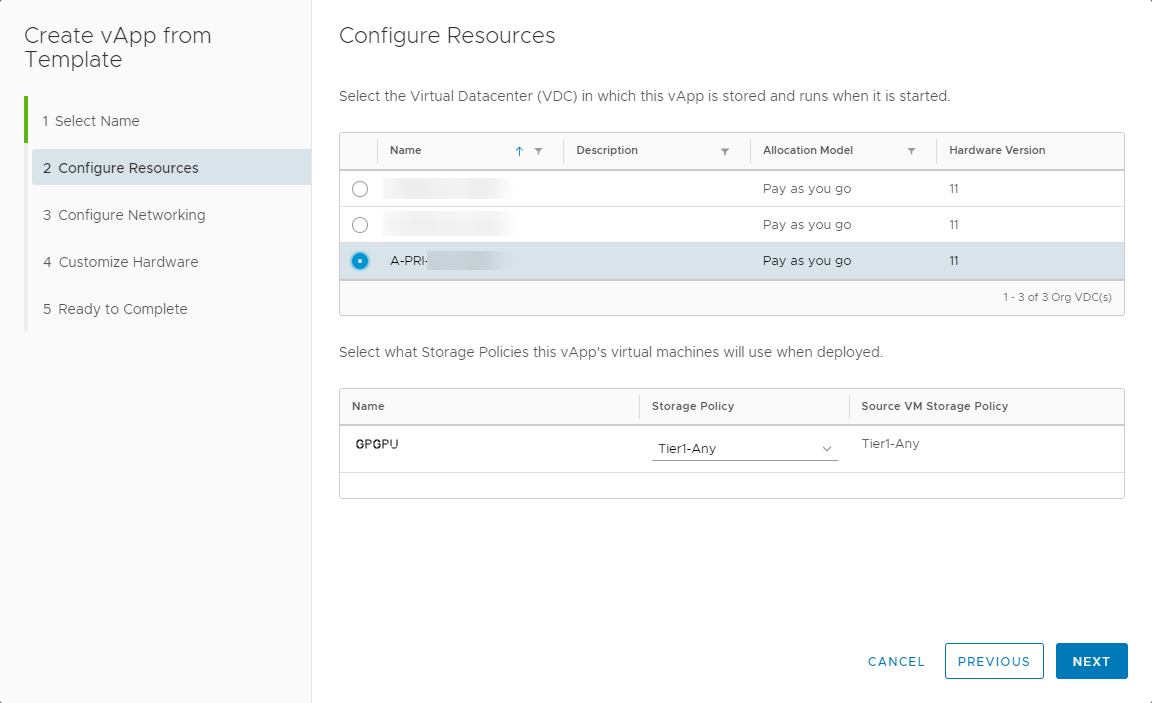 Create vApp from
Template
1 Select Name
2 Configure Resources
3 Configure Networking
4 Customize Hardware
5 Ready to Complete
Configure Resources
Select the Virtual Datacenter (VDC) in which this vApp is stored and runs when it is started.
Name Description Allocation Model Hardware Version
Pay as you go 11
Pay as you go 11
A-PRI- Pay as you go 11
1 - 3 of 3 Org VDC(s)
Select what Storage Policies this vApp's virtual machines will use when deployed.
Name Storage Policy Source VM Storage Policy
GPGPU Tier1-Any Tier1-Any
CANCEL PREVIOUS NEXT